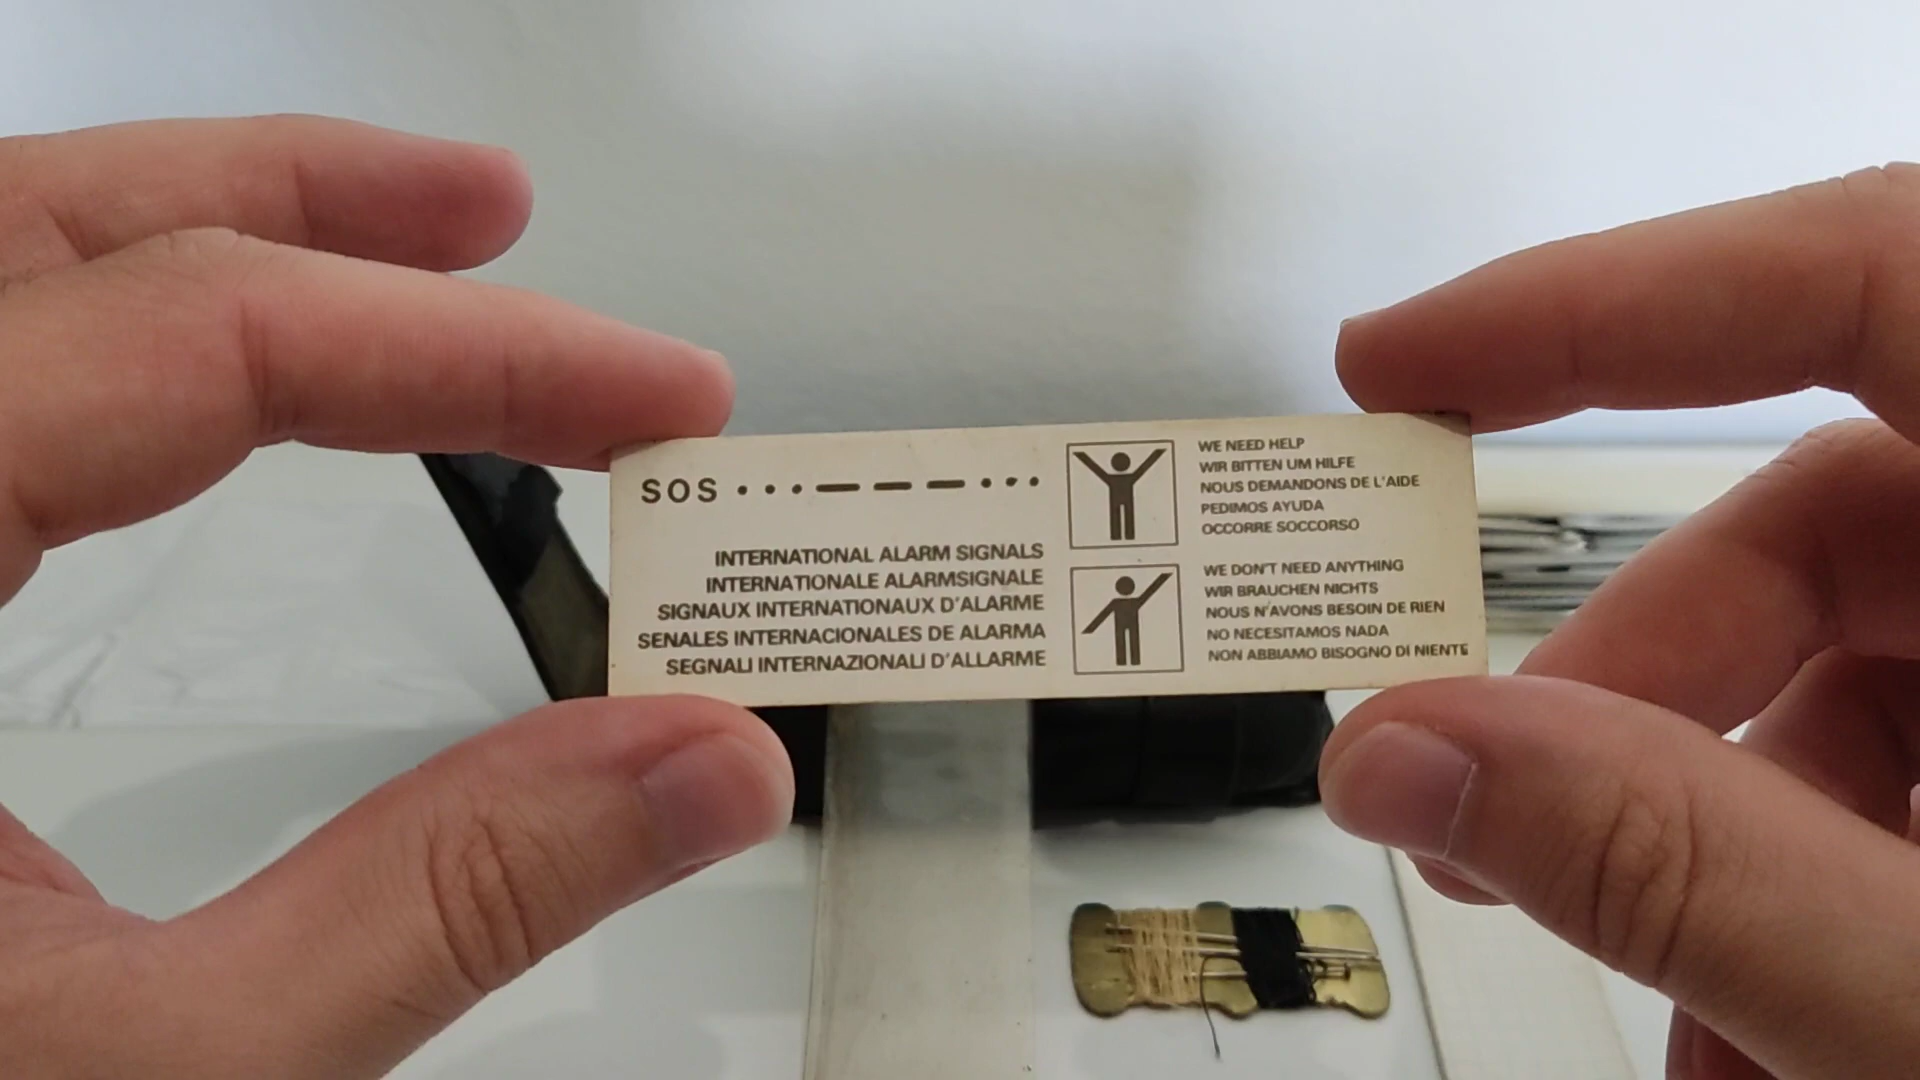 SOS • • • — — — • • •
INTERNATIONAL ALARM SIGNALS
INTERNATIONALE ALARMSIGNALE
SIGNAUX INTERNATIONAUX D'ALARME
SENALES INTERNACIONALES DE ALARMA
SEGNALI INTERNAZIONALI D'ALLARME
WE NEED HELP
WIR BITTEN UM HILFE
NOUS DEMANDONS DE L'AIDE
PEDIMOS AYUDA
OCCORRE SOCCORSO
WE DON'T NEED ANYTHING
WIR BRAUCHEN NICHTS
NOUS N'AVONS BESOIN DE RIEN
NO NECESITAMOS NADA
NON ABBIAMO BISOGNO DI NIENTE